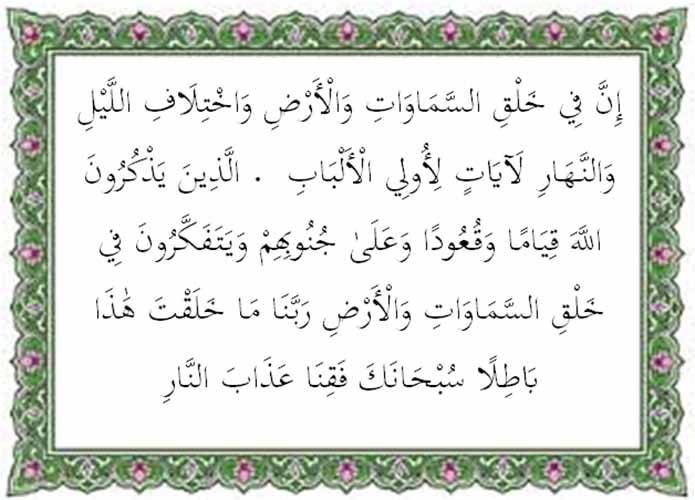 إِنَّ فِي خَلْقِ السَّمَاوَاتِ وَالْأَرْضِ وَاخْتِلَافِ اللَّيْلِ
وَالنَّهَارِ لَآيَاتٍ لِأُولِي الْأَلْبَابِ . الَّذِينَ يَذْكُرُونَ
اللهَ قِيَامًا وَقُعُودًا وَعَلَىٰ جُنُوبِهِمْ وَيَتَفَكَّرُونَ فِي
خَلْقِ السَّمَاوَاتِ وَالْأَرْضِ رَبَّنَا مَا خَلَقْتَ هَٰذَا
بَاطِلًا سُبْحَانَكَ فَقِنَا عَذَابَ النَّارِ